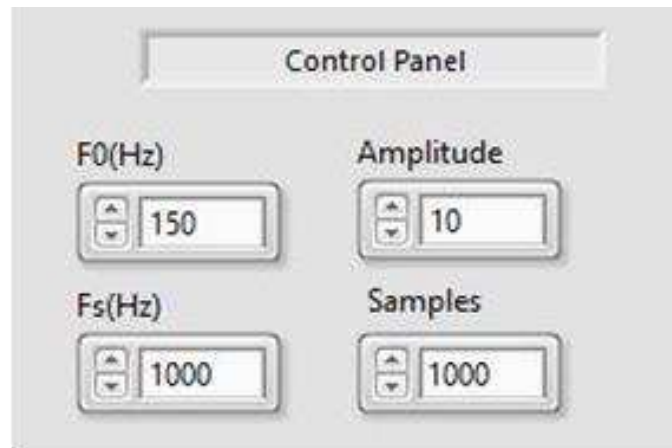 Control Panel
F0(Hz)
Amplitude
150
10
Fs(Hz)
Samples
1000
1000